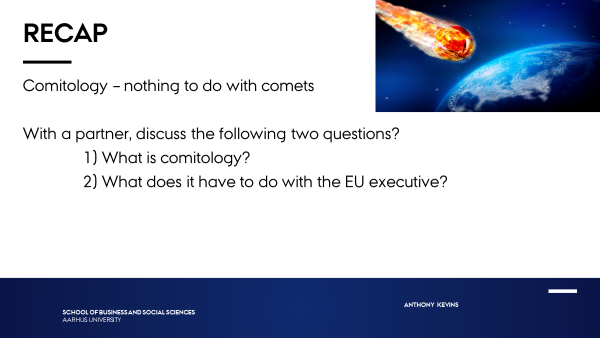 RECAP
Comitology – nothing to do with comets
With a partner, discuss the following two questions?
1) What is comitology?
2) What does it have to do with the EU executive?
SCHOOL OF BUSINESS AND SOCIAL SCIENCES
AARHUS UNIVERSITY
ANTHONY KEVINS